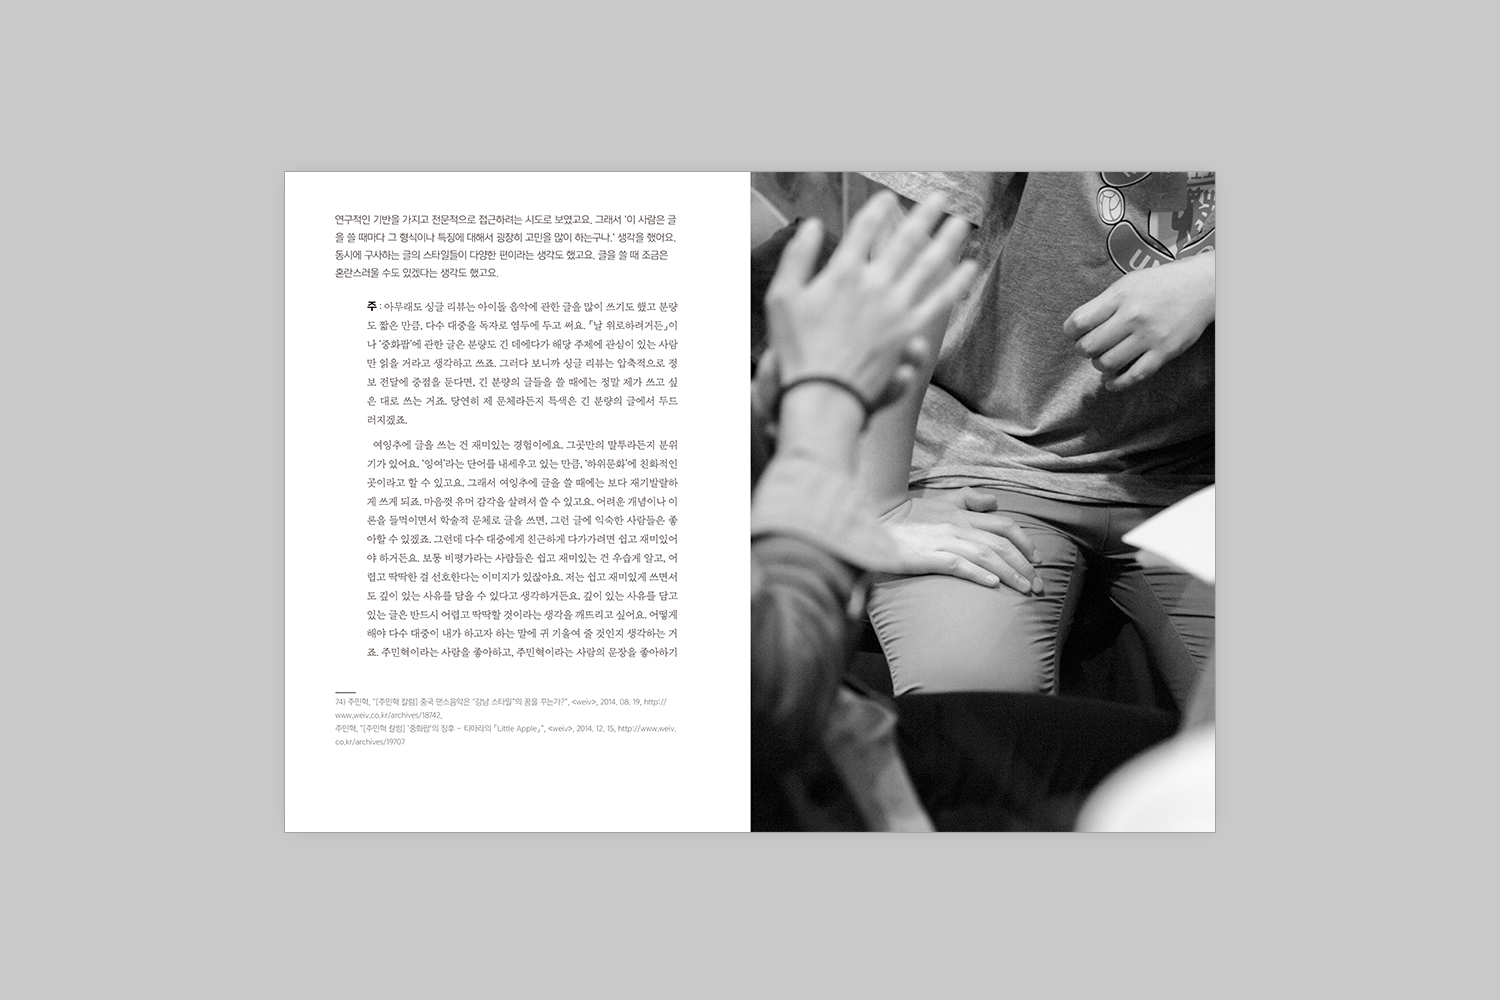 연구적인 기반을 가지고 전문적으로 접근하려는 시도로 보였고요. 그래서 '이 사람은 글
을 쓸 때마다 그 형식이나 특징에 대해서 굉장히 고민을 많이 하는구나.' 생각을 했어요.
동시에 구사하는 글의 스타일들이 다양한 편이라는 생각도 했고요. 글을 쓸 때 조금은
혼란스러울 수도 있겠다는 생각도 했고요.
주 : 아무래도 싱글 리뷰는 아이돌 음악에 관한 글을 많이 쓰기도 했고 분량
도 짧은 만큼, 다수 대중을 독자로 염두에 두고 써요. 「날 위로하려거든」이
나 '중화팝'에 관한 글은 분량도 긴 데에다가 해당 주제에 관심이 있는 사람
만 읽을 거라고 생각하고 쓰죠. 그러다 보니까 싱글 리뷰는 압축적으로 정
보 전달에 중점을 둔다면, 긴 분량의 글들을 쓸 때에는 정말 제가 쓰고 싶
은 대로 쓰는 거죠. 당연히 제 문체라든지 특색은 긴 분량의 글에서 두드
러지겠죠.
여잉추에 글을 쓰는 건 재미있는 경험이에요. 그곳만의 말투라든지 분위
기가 있어요. '잉여'라는 단어를 내세우고 있는 만큼, '하위문화'에 친화적인
곳이라고 할 수 있고요. 그래서 여잉추에 글을 쓸 때에는 보다 재기발랄하
게 쓰게 되죠. 마음껏 유머 감각을 살려서 쓸 수 있고요. 어려운 개념이나 이
론을 들먹이면서 학술적 문체로 글을 쓰면, 그런 글에 익숙한 사람들은 좋
아할 수 있겠죠. 그런데 다수 대중에게 친근하게 다가가려면 쉽고 재미있어
야 하거든요. 보통 비평가라는 사람들은 쉽고 재미있는 건 우습게 알고, 어
렵고 딱딱한 걸 선호한다는 이미지가 있잖아요. 저는 쉽고 재미있게 쓰면서
도 깊이 있는 사유를 담을 수 있다고 생각하거든요. 깊이 있는 사유를 담고
있는 글은 반드시 어렵고 딱딱할 것이라는 생각을 깨뜨리고 싶어요. 어떻게
해야 다수 대중이 내가 하고자 하는 말에 귀 기울여 줄 것인지 생각하는 거
죠. 주민혁이라는 사람을 좋아하고, 주민혁이라는 사람의 문장을 좋아하기
74) 주민혁, "[주민혁 칼럼] 중국 댄스음악은 "강남 스타일"의 꿈을 꾸는가?", <weiv>, 2014. 08. 19, http://
www.weiv.co.kr/archives/18742,
주민혁, "[주민혁 칼럼] '중화팝'의 징후 - 티아라의 「Little Apple」", <weiv>, 2014. 12. 15, http://www.weiv.
co.kr/archives/19707